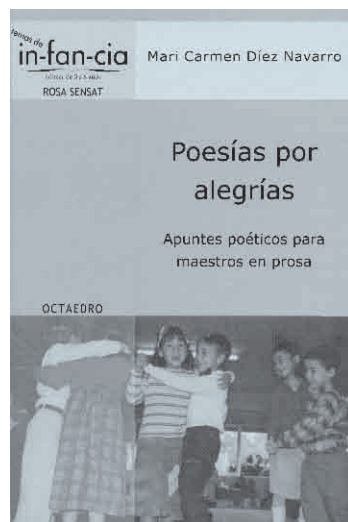 temas de
in-fan-cia
ROSA SENSAT
Mari Carmen Díez Navarro
Poesías por
alegrías
Apuntes poéticos para
maestros en prosa
OCTAEDRO